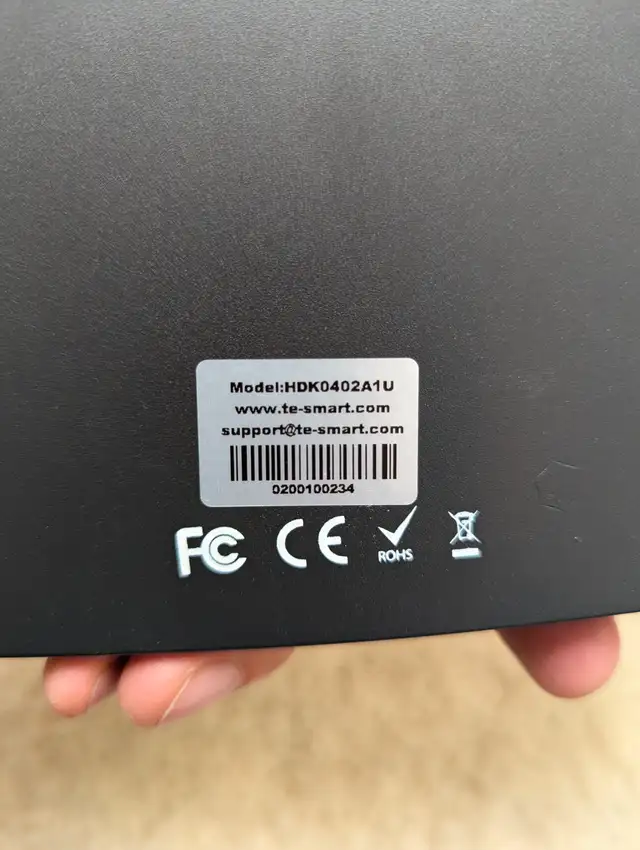 Model:HDK0402A1U
www.te-smart.com
support@te-smart.com
0200100234
FC CE ROHS